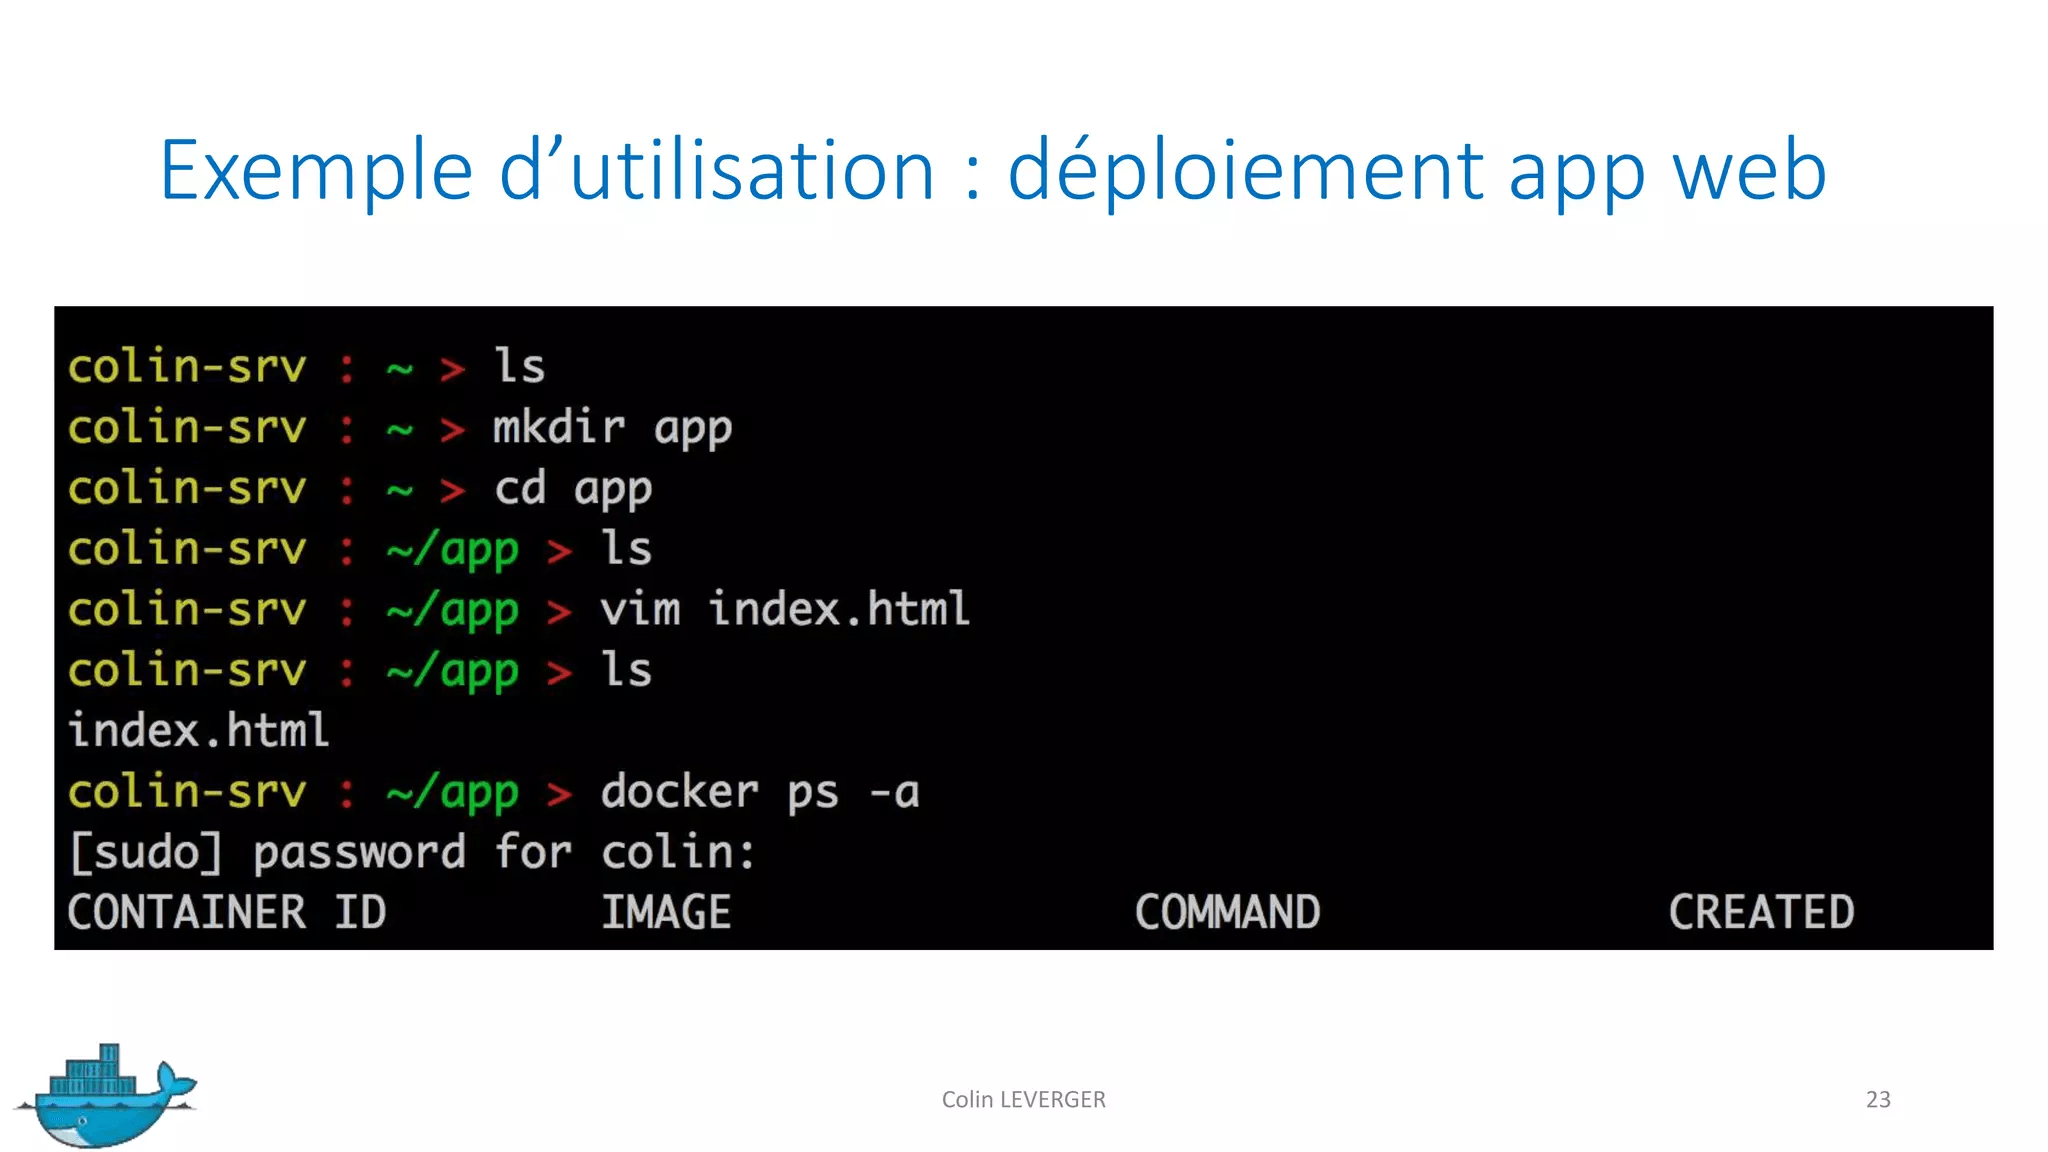 Exemple d’utilisation : déploiement app web
colin-srv : ~ > ls
colin-srv : ~ > mkdir app
colin-srv : ~ > cd app
colin-srv : ~/app > ls
colin-srv : ~/app > vim index.html
colin-srv : ~/app > ls
index.html
colin-srv : ~/app > docker ps -a
[sudo] password for colin:
CONTAINER ID IMAGE COMMAND CREATED
Colin LEVERGER
23